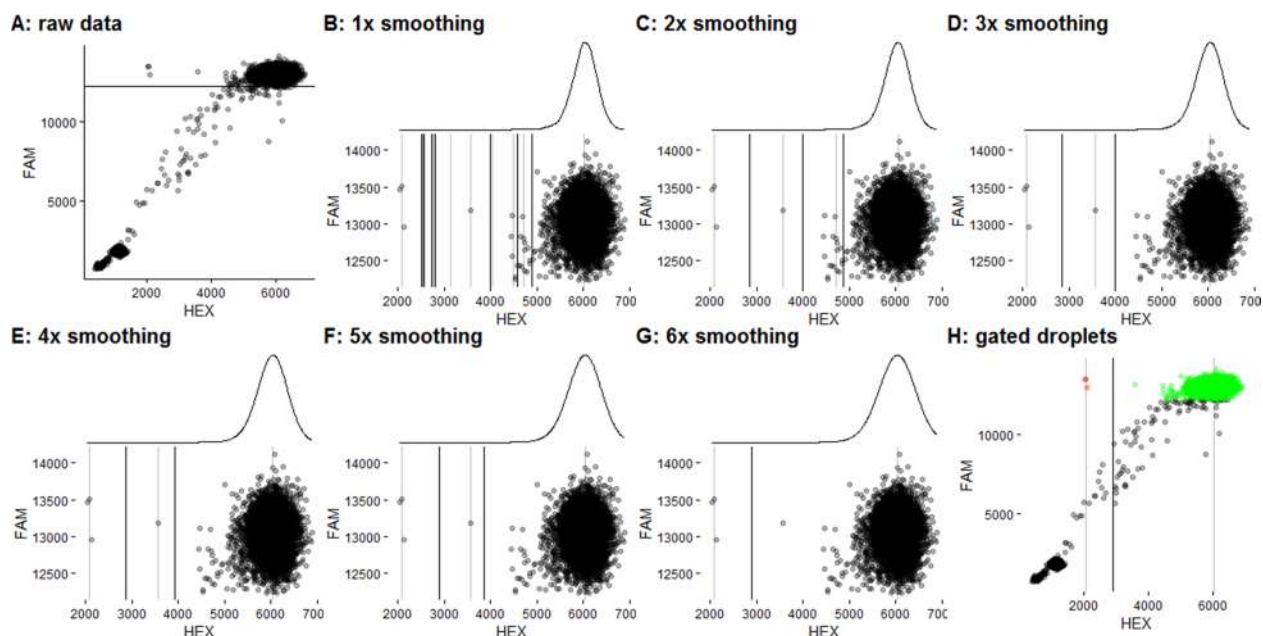 A: raw data
B: 1x smoothing
C: 2x smoothing
D: 3x smoothing
10000
5000
FAM
2000 4000 6000
HEX
14000
13500
13000
12500
FAM
2000 3000 4000 5000 6000 700
HEX
14000
13500
13000
12500
FAM
2000 3000 4000 5000 6000 700
HEX
14000
13500
13000
12500
FAM
2000 3000 4000 5000 6000 700
HEX
E: 4x smoothing
F: 5x smoothing
G: 6x smoothing
H: gated droplets
14000
13500
13000
12500
FAM
2000 3000 4000 5000 6000 700
HEX
14000
13500
13000
12500
FAM
2000 3000 4000 5000 6000 700
HEX
14000
13500
13000
12500
FAM
2000 3000 4000 5000 6000 700
HEX
10000
5000
FAM
2000 4000 6000
HEX